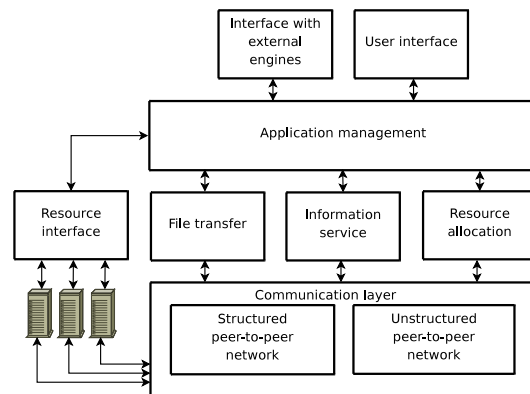 Interface with
external
engines
User interface
Application management
Resource
interface
File transfer
Information
service
Resource
allocation
Communication layer
Structured
peer-to-peer
network
Unstructured
peer-to-peer
network